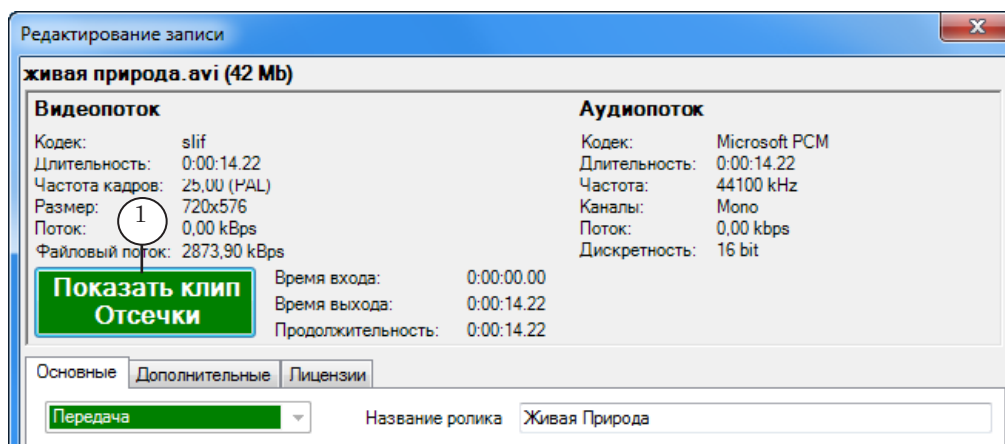 Редактирование записи
живая природа.avi (42 Mb)
Видеопоток
Кодек: slif
Длительность: 0:00:14.22
Частота кадров: 25,00 (PAL)
Размер: 720x576
Поток: 0,00 kBps
Файловый поток: 2873,90 kBps
Аудиопоток
Кодек: Microsoft PCM
Длительность: 0:00:14.22
Частота: 44100 kHz
Каналы: Mono
Поток: 0,00 kbps
Дискретность: 16 bit
1
Показать клип
Отсечки
Время входа: 0:00:00.00
Время выхода: 0:00:14.22
Продолжительность: 0:00:14.22
Основные Дополнительные Лицензии
Передача Название ролика Живая Природа